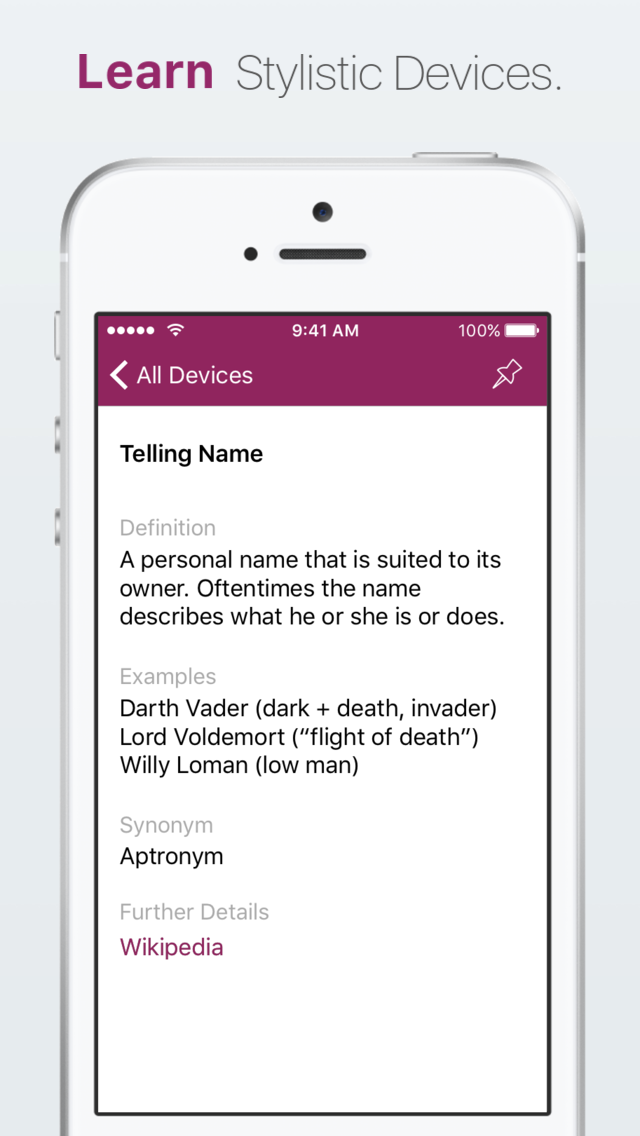 Learn Stylistic Devices.
9:41 AM 100%
All Devices
Telling Name
Definition
A personal name that is suited to its
owner. Oftentimes the name
describes what he or she is or does.
Examples
Darth Vader (dark + death, invader)
Lord Voldemort (“flight of death”)
Willy Loman (low man)
Synonym
Aptronym
Further Details
Wikipedia